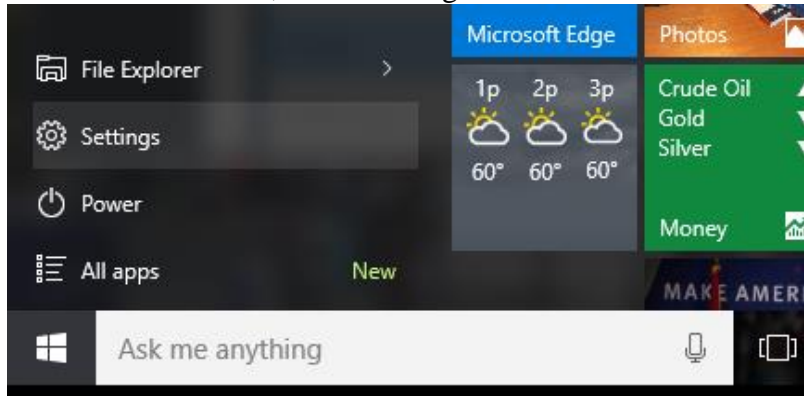 File Explorer
Settings
Power
All apps New
Microsoft Edge
1p 2p 3p
60° 60° 60°
Photos
Crude Oil
Gold
Silver
Money
MAKE AMERI
Ask me anything